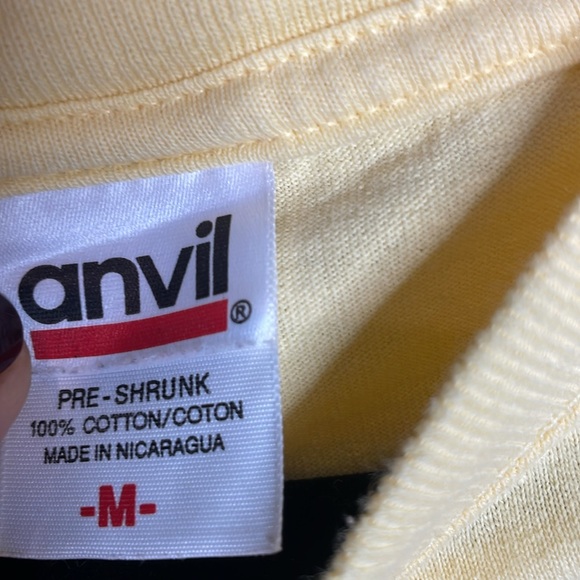 anvil®
PRE-SHRUNK
100% COTTON/COTON
MADE IN NICARAGUA
-M-